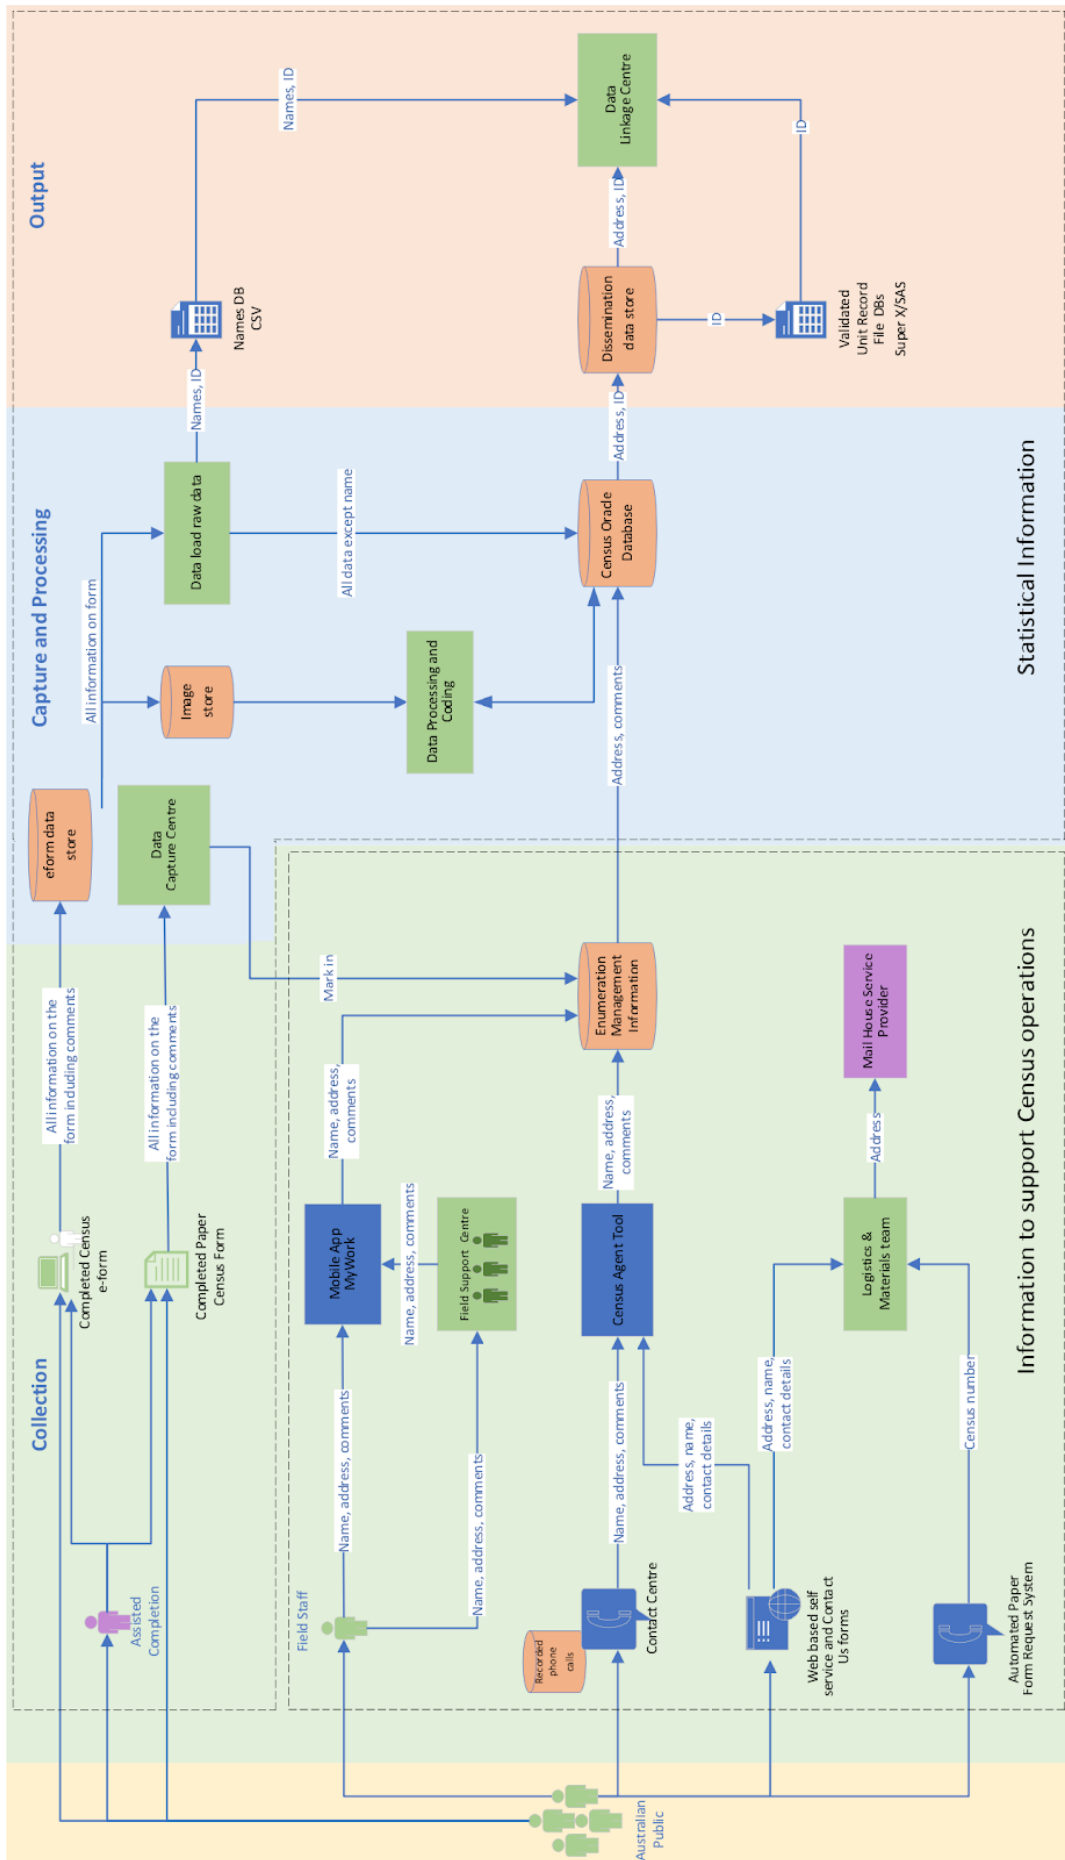 Collection
Capture and Processing
Output
Australian
Public
Assisted
Completion
Completed Census
e-form
All information on the
form including comments
eform data
store
Completed Paper
Census Form
All information on the
form including comments
Data
Capture Centre
All information on form
Image
store
Data load raw data
Names, ID
Names DB
CSV
Names, ID
Data Processing and
Coding
All data except name
Mark in
Field Staff
Name, address, comments
Mobile App
MyWork
Name, address,
comments
Name, address, comments
Field Support Centre
Name, address, comments
Recorded
phone
calls
Contact Centre
Name, address, comments
Census Agent Tool
Name, address,
comments
Enumeration
Management
Information
Address, comments
Census Oracle
Database
Address, ID
Dissemination
data store
Address, ID
Data
Linkage Centre
ID
Validated
Unit Record
File DBs
Super X/SAS
ID
Address, name,
contact details
Web based self
service and Contact
Us forms
Address, name,
contact details
Logistics &
Materials team
Address
Mail House Service
Provider
Automated Paper
Form Request System
Census number
Information to support Census operations
Statistical Information